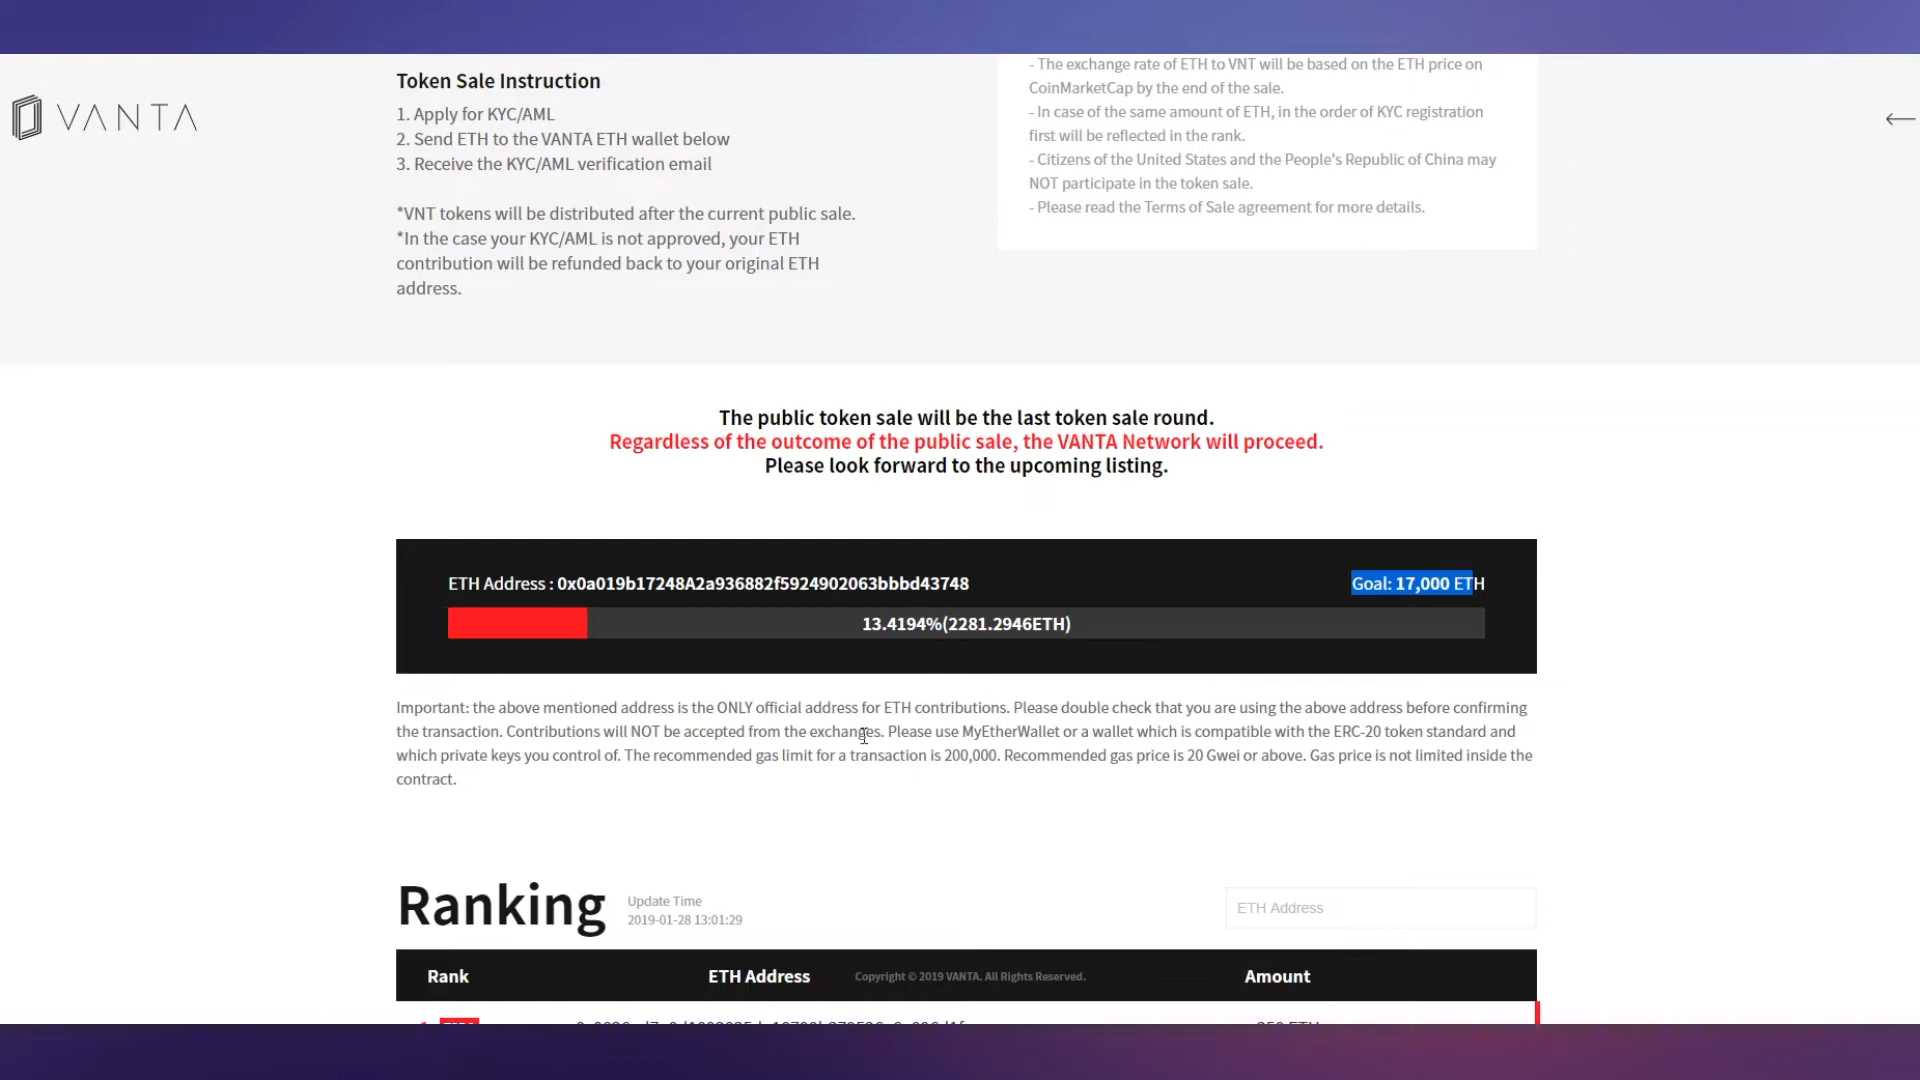 VANTA
Token Sale Instruction
1. Apply for KYC/AML
2. Send ETH to the VANTA ETH wallet below
3. Receive the KYC/AML verification email
*VNT tokens will be distributed after the current public sale.
*In the case your KYC/AML is not approved, your ETH
contribution will be refunded back to your original ETH
address.
- The exchange rate of ETH to VNT will be based on the ETH price on
CoinMarketCap by the end of the sale.
- In case of the same amount of ETH, in the order of KYC registration
first will be reflected in the rank.
- Citizens of the United States and the People's Republic of China may
NOT participate in the token sale.
- Please read the Terms of Sale agreement for more details.
The public token sale will be the last token sale round.
Regardless of the outcome of the public sale, the VANTA Network will proceed.
Please look forward to the upcoming listing.
ETH Address : 0x0a019b17248A2a936882f5924902063bbbd43748
Goal: 17,000 ETH
13.4194%(2281.2946ETH)
Important: the above mentioned address is the ONLY official address for ETH contributions. Please double check that you are using the above address before confirming
the transaction. Contributions will NOT be accepted from the exchanges. Please use MyEtherWallet or a wallet which is compatible with the ERC-20 token standard and
which private keys you control of. The recommended gas limit for a transaction is 200,000. Recommended gas price is 20 Gwei or above. Gas price is not limited inside the
contract.
Ranking
Update Time
2019-01-28 13:01:29
ETH Address
Rank ETH Address Amount
Copyright © 2019 VANTA. All Rights Reserved.